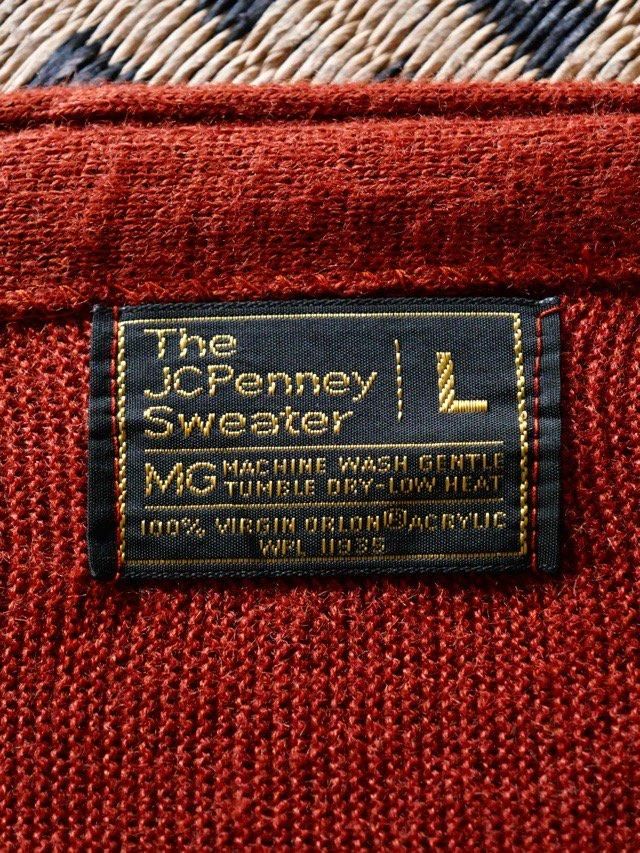 The
JCPenney
Sweater
L
MG
MACHINE WASH GENTLE
TUMBLE DRY-LOW HEAT
100% VIRGIN ORLON® ACRYLIC
WPL 11935